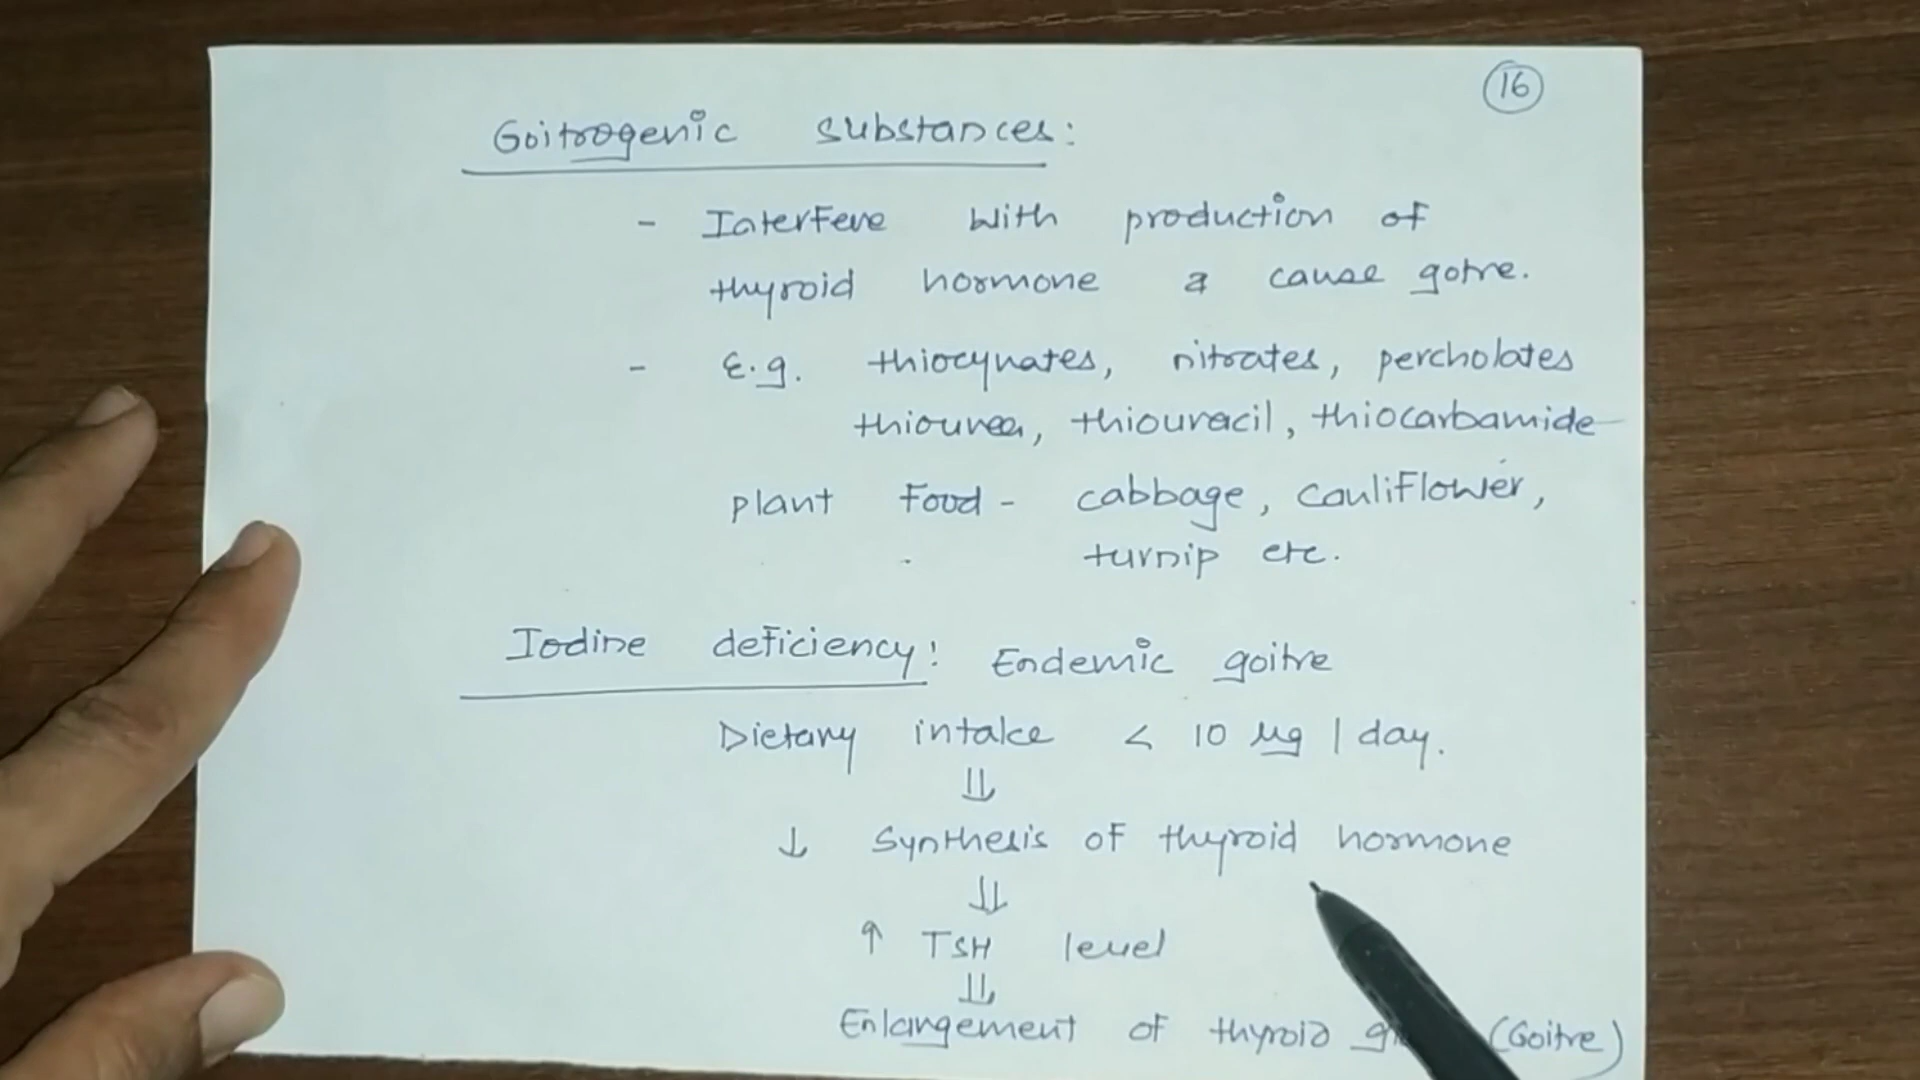 16
Goitrogenic substances:
- Interfere with production of
thyroid hormone & cause gotre.
- E.g. thiocynates, nitrates, percholates
thiourea, thiouracil, thiocarbamide
plant food - cabbage, cauliflower,
turnip etc.
Iodine deficiency: Endemic goitre
Dietary intake < 10 µg / day.
⇓
↓ Synthesis of thyroid hormone
⇓
↑ TSH level
⇓
Enlargement of thyroid (Goitre)